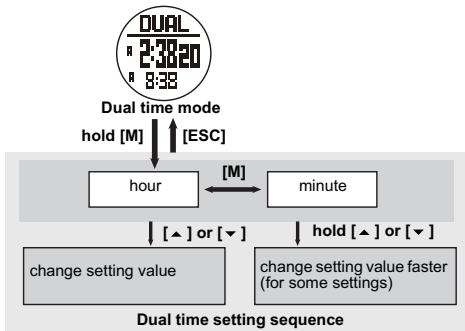 DUAL
A 2:38 20
A 8:38
Dual time mode
hold [M] [ESC]
[M]
hour minute
[▲] or [▼] hold [▲] or [▼]
change setting value
change setting value faster
(for some settings)
Dual time setting sequence